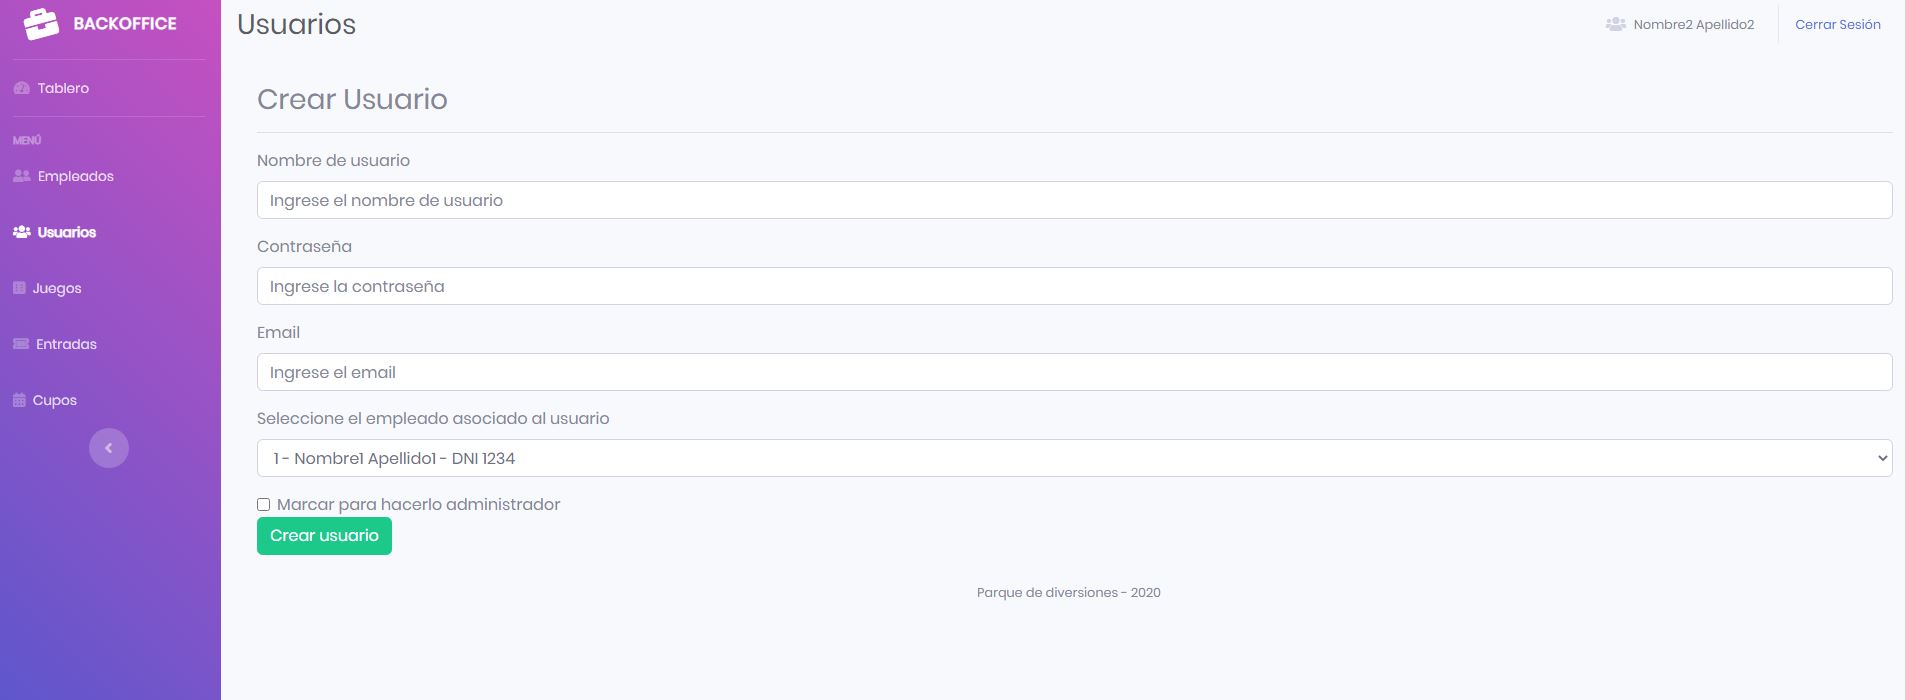 BACKOFFICE
Tablero
MENÚ
Empleados
Usuarios
Juegos
Entradas
Cupos
Usuarios
Nombre2 Apellido2
Cerrar Sesión
Crear Usuario
Nombre de usuario
Ingrese el nombre de usuario
Contraseña
Ingrese la contraseña
Email
Ingrese el email
Seleccione el empleado asociado al usuario
1 - Nombre1 Apellido1 - DNI 1234
Marcar para hacerlo administrador
Crear usuario
Parque de diversiones - 2020